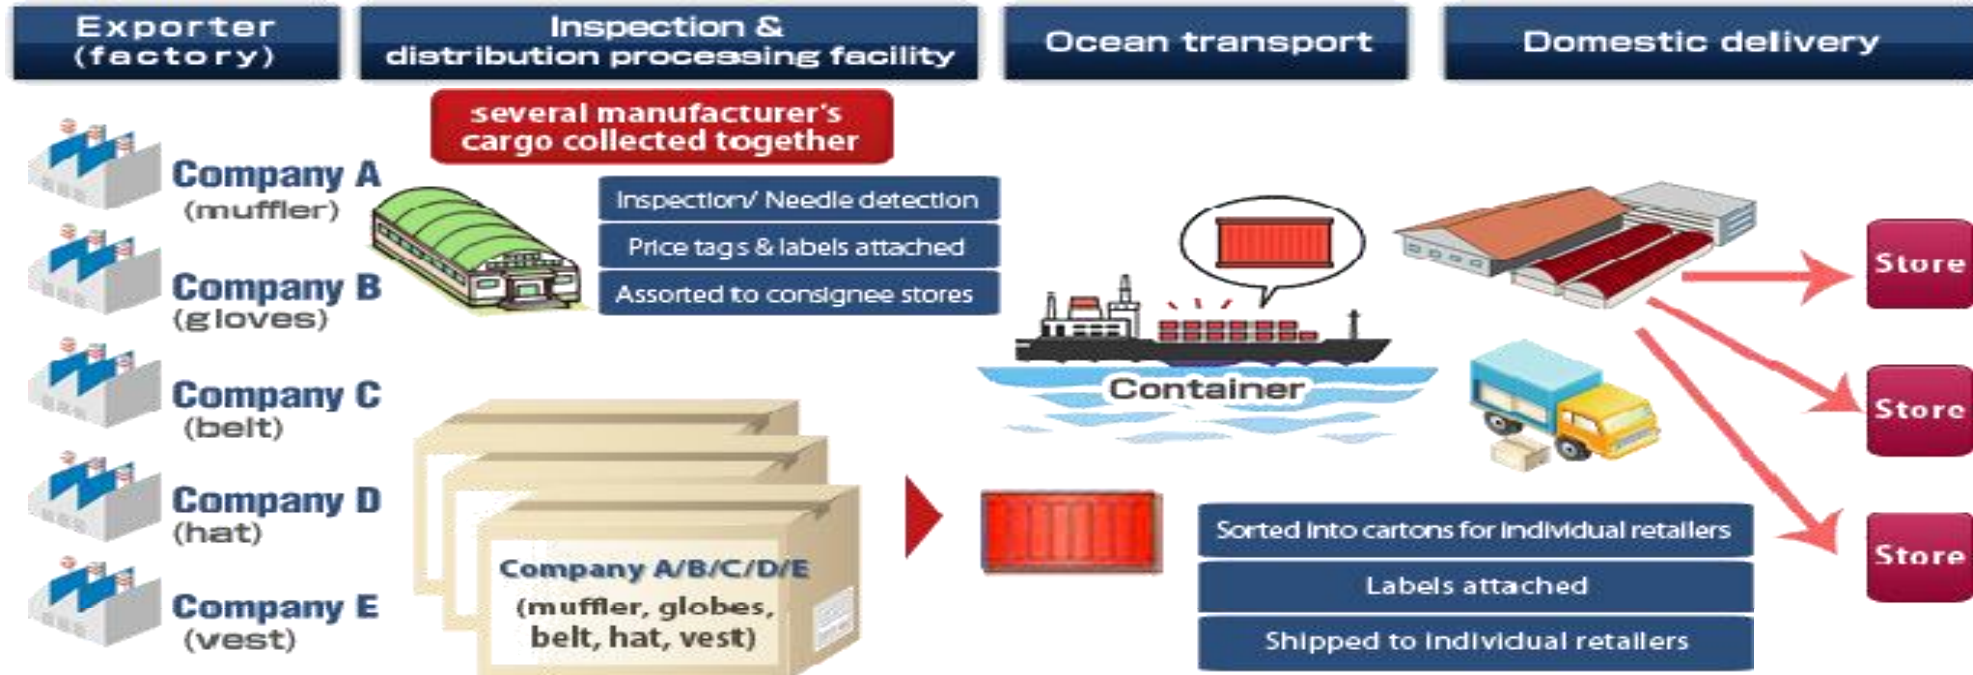 Exporter
(factory)
Inspection &
distribution processing facility
Ocean transport
Domestic delivery
several manufacturer's
cargo collected together
Company A
(muffler)
Company B
(gloves)
Company C
(belt)
Company D
(hat)
Company E
(vest)
Inspection/ Needle detection
Price tags & labels attached
Assorted to consignee stores
Company A/B/C/D/E
(muffler, globes,
belt, hat, vest)
Container
Sorted into cartons for individual retailers
Labels attached
Shipped to individual retailers
Store
Store
Store